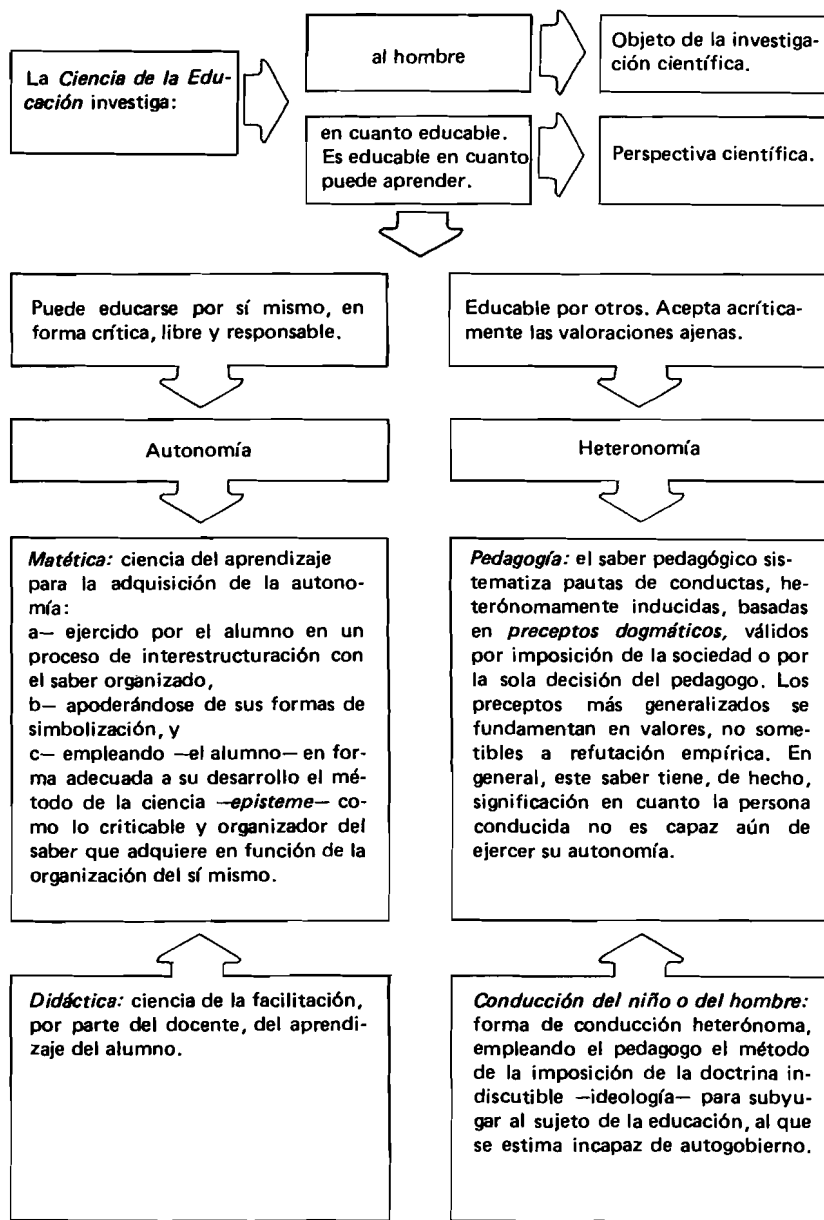 La Ciencia de la Edu-
cación investiga:
al hombre
Objeto de la investiga-
ción científica.
en cuanto educable.
Es educable en cuanto
puede aprender.
Perspectiva científica.
Puede educarse por sí mismo, en
forma crítica, libre y responsable.
Educable por otros. Acepta acrítica-
mente las valoraciones ajenas.
Autonomía
Heteronomía
Matética: ciencia del aprendizaje
para la adquisición de la autono-
mía:
a— ejercido por el alumno en un
proceso de interestructuración con
el saber organizado,
b— apoderándose de sus formas de
simbolización, y
c— empleando —el alumno— en for-
ma adecuada a su desarrollo el mé-
todo de la ciencia —episteme— co-
mo lo criticable y organizador del
saber que adquiere en función de la
organización del sí mismo.
Pedagogía: el saber pedagógico sis-
tematiza pautas de conductas, he-
terónomamente inducidas, basadas
en preceptos dogmáticos, válidos
por imposición de la sociedad o por
la sola decisión del pedagogo. Los
preceptos más generalizados se
fundamentan en valores, no some-
tibles a refutación empírica. En
general, este saber tiene, de hecho,
significación en cuanto la persona
conducida no es capaz aún de
ejercer su autonomía.
Didáctica: ciencia de la facilitación,
por parte del docente, del aprendi-
zaje del alumno.
Conducción del niño o del hombre:
forma de conducción heterónoma,
empleando el pedagogo el método
de la imposición de la doctrina in-
discutible —ideología— para subyu-
gar al sujeto de la educación, al que
se estima incapaz de autogobierno.